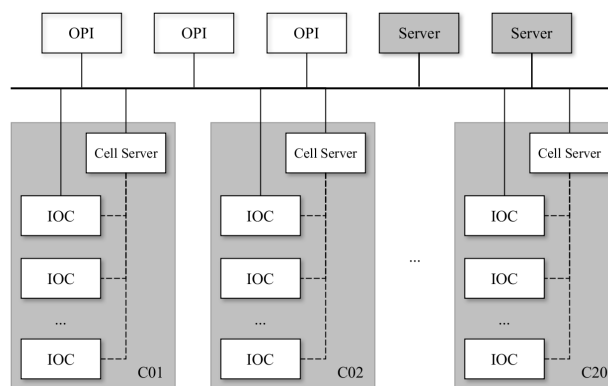 OPI OPI OPI Server Server
Cell Server Cell Server Cell Server
IOC IOC IOC
...
IOC IOC IOC
... ... ...
IOC IOC IOC
C01 C02 C20